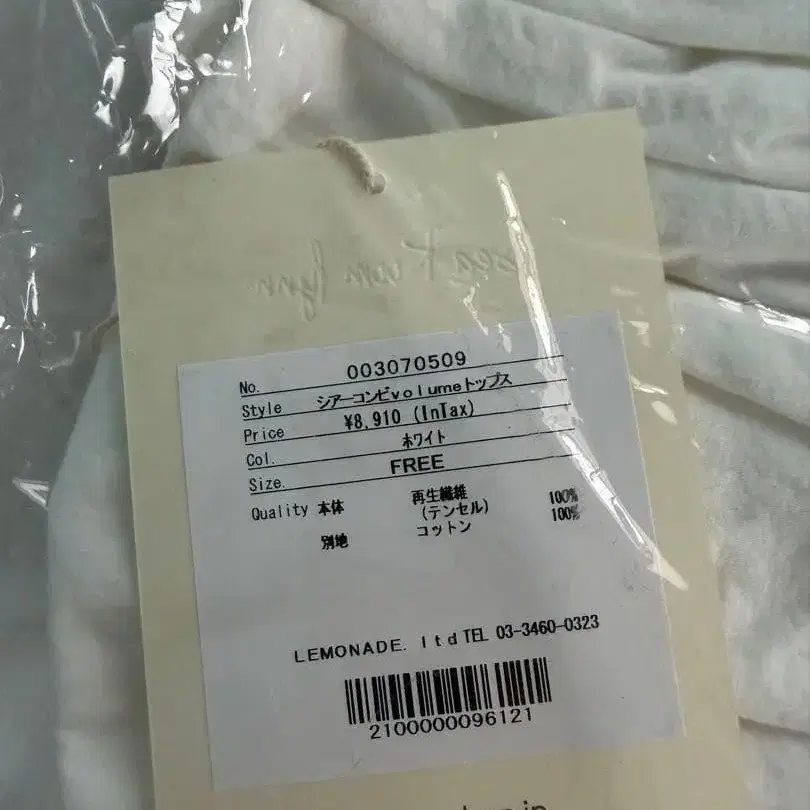 No. 003070509
Style シアーコンビvolumeトップス
Price ¥8,910 (InTax)
Col. ホワイト
Size. FREE
Quality 本体 再生繊維 100%
(テンセル) 100%
別地 コットン
LEMONADE. ltd TEL 03-3460-0323
2100000096121